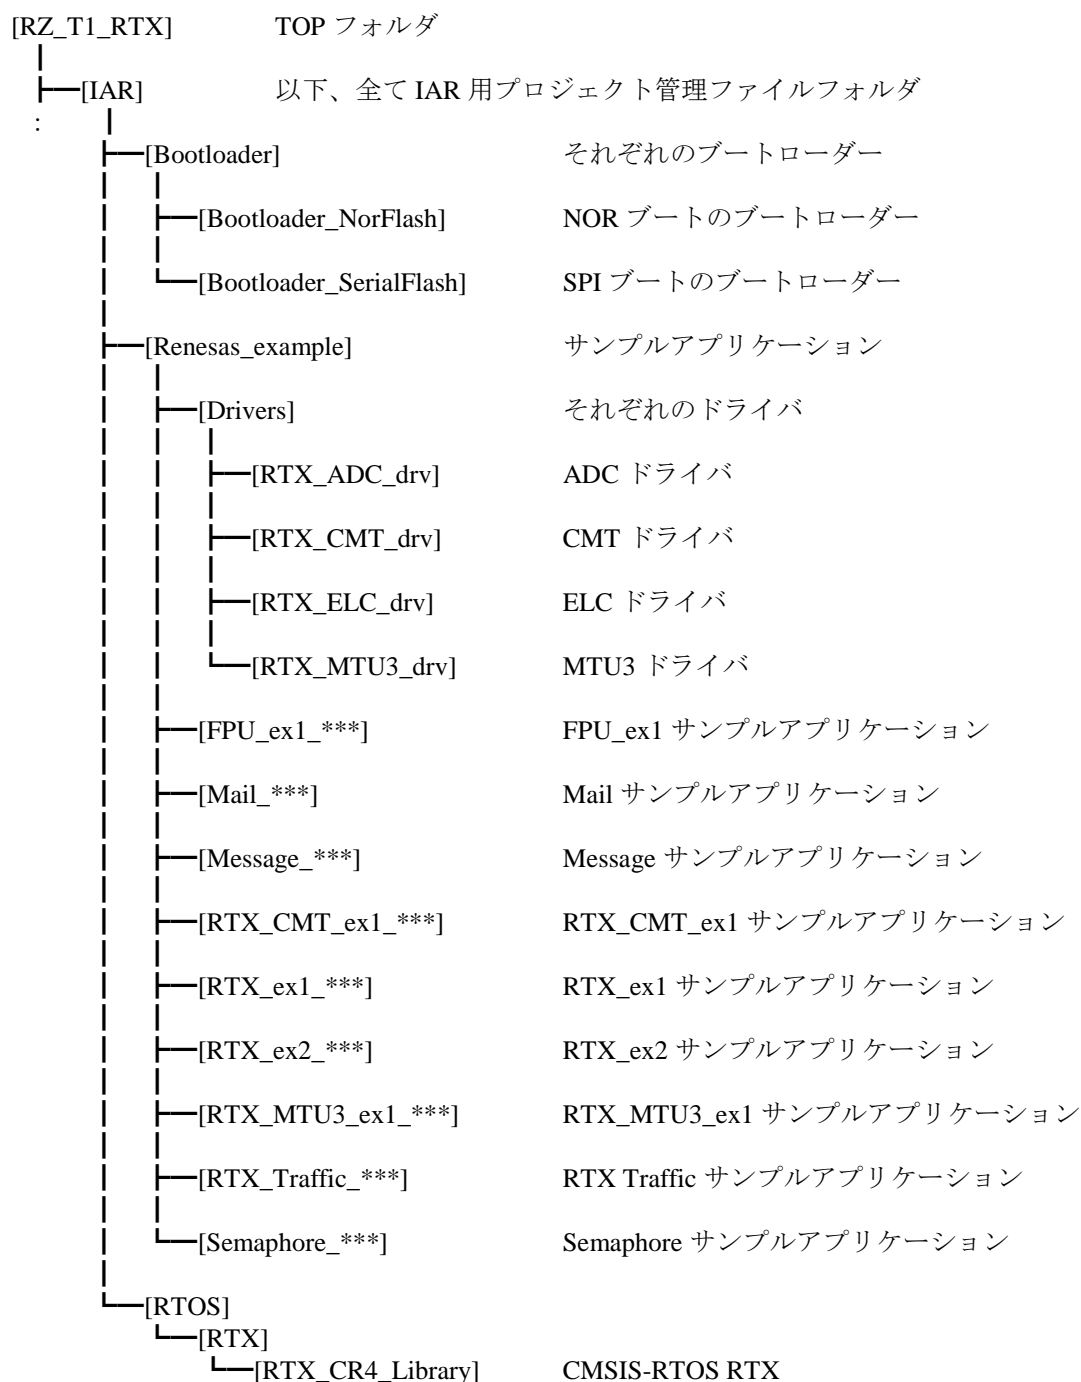 [RZ_T1_RTX] TOP フォルダ
[IAR] 以下、全て IAR 用プロジェクト管理ファイルフォルダ
:
[Bootloader] それぞれのブートローダー
[Bootloader_NorFlash] NOR ブートのブートローダー
[Bootloader_SerialFlash] SPI ブートのブートローダー
[Renesas_example] サンプルアプリケーション
[Drivers] それぞれのドライバ
[RTX_ADC_drv] ADC ドライバ
[RTX_CMT_drv] CMT ドライバ
[RTX_ELC_drv] ELC ドライバ
[RTX_MTU3_drv] MTU3 ドライバ
[FPU_ex1_***] FPU_ex1 サンプルアプリケーション
[Mail_***] Mail サンプルアプリケーション
[Message_***] Message サンプルアプリケーション
[RTX_CMT_ex1_***] RTX_CMT_ex1 サンプルアプリケーション
[RTX_ex1_***] RTX_ex1 サンプルアプリケーション
[RTX_ex2_***] RTX_ex2 サンプルアプリケーション
[RTX_MTU3_ex1_***] RTX_MTU3_ex1 サンプルアプリケーション
[RTX_Traffic_***] RTX Traffic サンプルアプリケーション
[Semaphore_***] Semaphore サンプルアプリケーション
[RTOS]
[RTX]
[RTX_CR4_Library] CMSIS-RTOS RTX